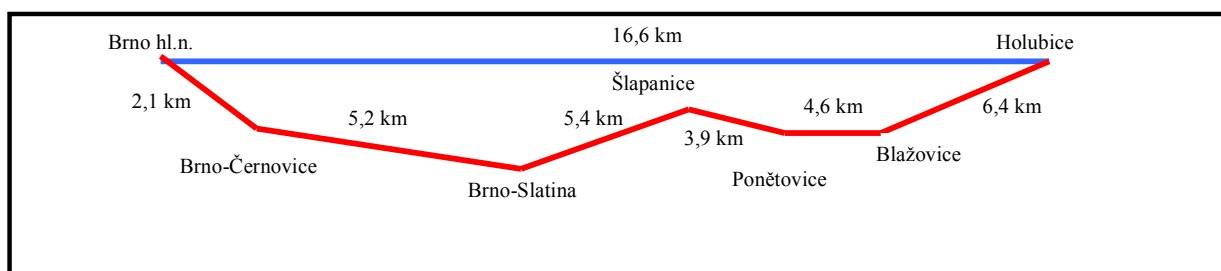 Brno hl.n.
16,6 km
Holubice
Šlapanice
2,1 km
5,2 km
5,4 km
3,9 km
4,6 km
6,4 km
Brno-Černovice
Brno-Slatina
Ponětovice
Blažovice